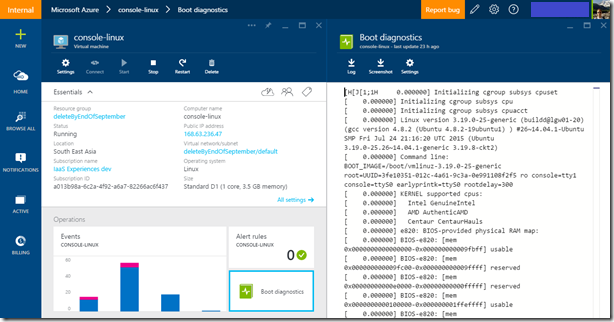 Internal
Microsoft Azure > console-linux > Boot diagnostics
Report bug
NEW
HOME
BROWSE ALL
NOTIFICATIONS
ACTIVE
BILLING
console-linux
Virtual machine
Settings
Connect
Start
Stop
Restart
Delete
Essentials
Resource group
deleteByEndOfSeptember
Status
Running
Location
South East Asia
Subscription name
IaaS Experiences dev
Subscription ID
a013b98a-6c2a-4f92-a6a7-82266ac6f437
Computer name
console-linux
Public IP address
168.63.236.47
Virtual network/subnet
deleteByEndOfSeptember/default
Operating system
Linux
Size
Standard D1 (1 core, 3.5 GB memory)
All settings →
Operations
Events
CONSOLE-LINUX
60
40
20
0
Alert rules
CONSOLE-LINUX
0
Boot diagnostics
Boot diagnostics
console-linux - last update 23 h ago
Log
Screenshot
Settings
[H[J[1;1H    0.000000] Initializing cgroup subsys cpuset
[    0.000000] Initializing cgroup subsys cpu
[    0.000000] Initializing cgroup subsys cpuacct
[    0.000000] Linux version 3.19.0-25-generic (buildd@lgw01-20)
(gcc version 4.8.2 (Ubuntu 4.8.2-19ubuntu1) ) #26~14.04.1-Ubuntu
SMP Fri Jul 24 21:16:20 UTC 2015 (Ubuntu
3.19.0-25.26~14.04.1-generic 3.19.8-ckt2)
[    0.000000] Command line:
BOOT_IMAGE=/boot/vmlinuz-3.19.0-25-generic
root=UUID=3fe10351-012c-4a61-9c3a-0e991108f2f5 ro console=tty1
console=ttyS0 earlyprintk=ttyS0 rootdelay=300
[    0.000000] KERNEL supported cpus:
[    0.000000]   Intel GenuineIntel
[    0.000000]   AMD AuthenticAMD
[    0.000000]   Centaur CentaurHauls
[    0.000000] e820: BIOS-provided physical RAM map:
[    0.000000] BIOS-e820: [mem
0x0000000000000000-0x000000000009fbff] usable
[    0.000000] BIOS-e820: [mem
0x000000000009fc00-0x000000000009ffff] reserved
[    0.000000] BIOS-e820: [mem
0x00000000000e0000-0x00000000000fffff] reserved
[    0.000000] BIOS-e820: [mem
0x0000000000100000-0x000000001ffeffff] usable
[    0.000000] BIOS-e820: [mem